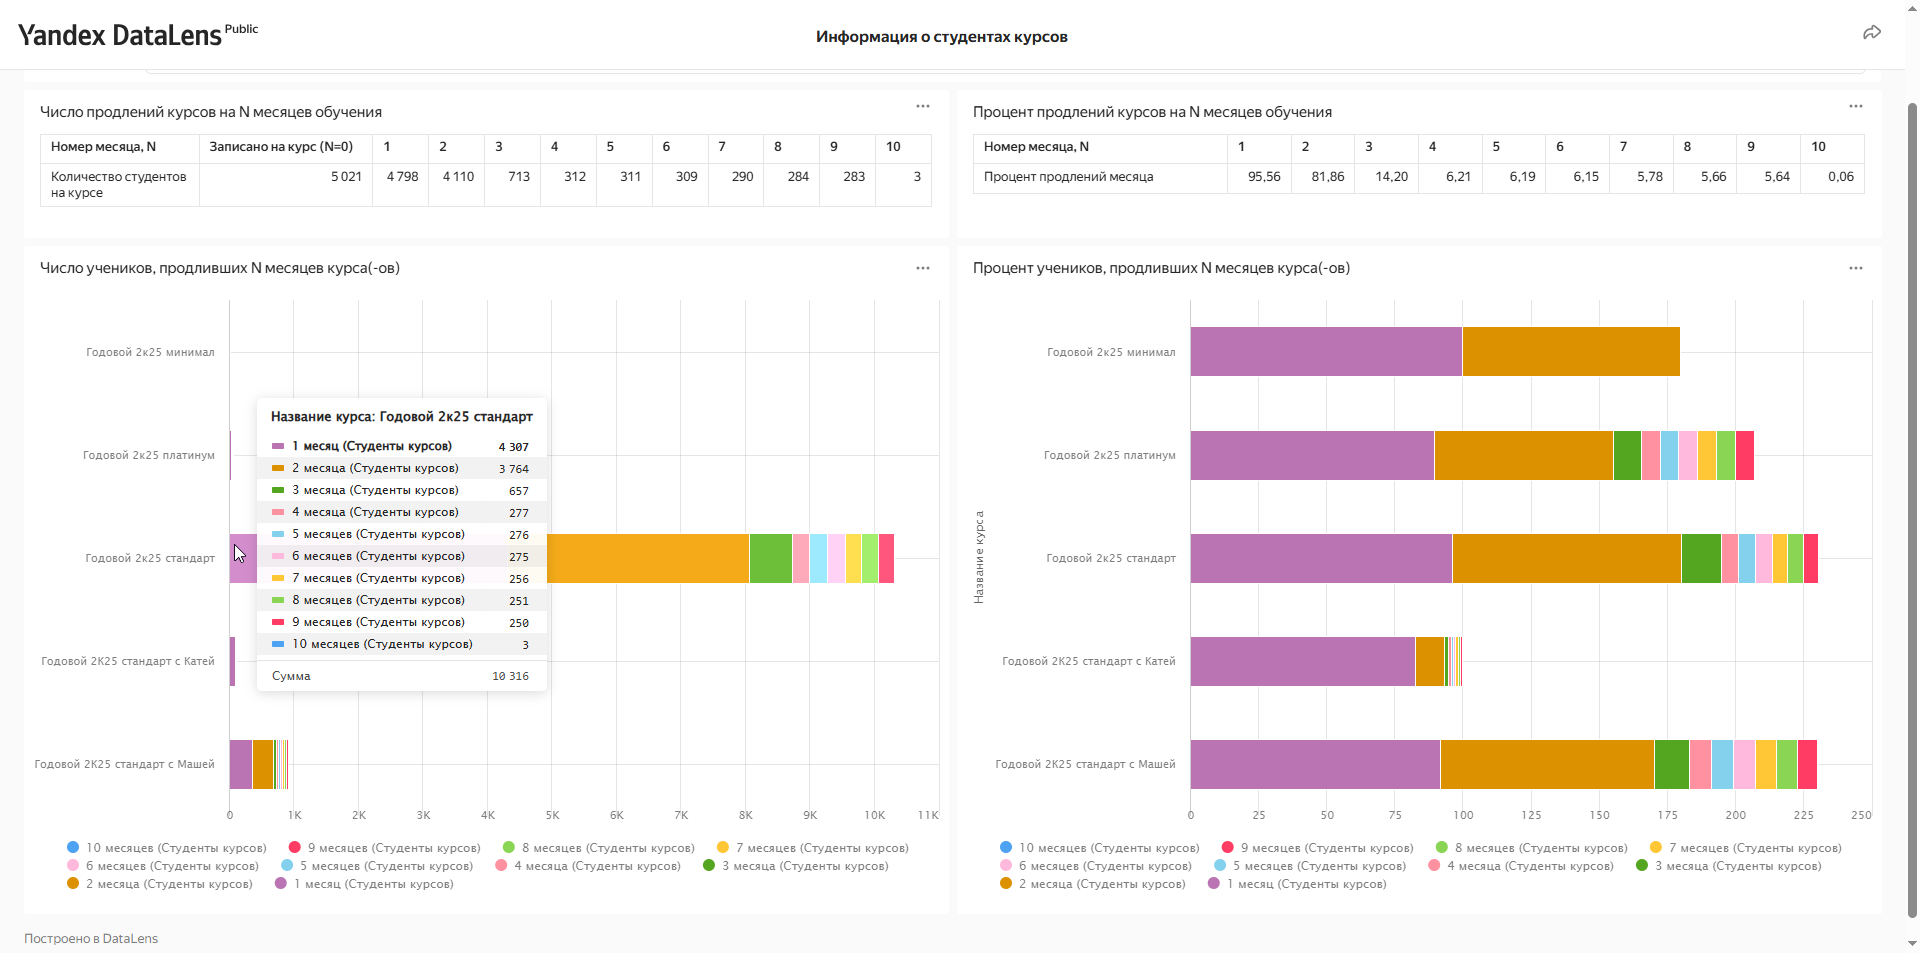 Yandex DataLens Public
Информация о студентах курсов
Число продлений курсов на N месяцев обучения
Номер месяца, N Записано на курс (N=0) 1 2 3 4 5 6 7 8 9 10
Количество студентов на курсе 5 021 4 798 4 110 713 312 311 309 290 284 283 3
Процент продлений курсов на N месяцев обучения
Номер месяца, N 1 2 3 4 5 6 7 8 9 10
Процент продлений месяца 95,56 81,86 14,20 6,21 6,19 6,15 5,78 5,66 5,64 0,06
Число учеников, продливших N месяцев курса(-ов)
Годовой 2к25 минимал
Годовой 2к25 платинум
Годовой 2к25 стандарт
Годовой 2К25 стандарт с Катей
Годовой 2К25 стандарт с Машей
Название курса: Годовой 2к25 стандарт
1 месяц (Студенты курсов) 4 307
2 месяца (Студенты курсов) 3 764
3 месяца (Студенты курсов) 657
4 месяца (Студенты курсов) 277
5 месяцев (Студенты курсов) 276
6 месяцев (Студенты курсов) 275
7 месяцев (Студенты курсов) 256
8 месяцев (Студенты курсов) 251
9 месяцев (Студенты курсов) 250
10 месяцев (Студенты курсов) 3
Сумма 10 316
0 1K 2K 3K 4K 5K 6K 7K 8K 9K 10K 11K
10 месяцев (Студенты курсов) 9 месяцев (Студенты курсов) 8 месяцев (Студенты курсов) 7 месяцев (Студенты курсов)
6 месяцев (Студенты курсов) 5 месяцев (Студенты курсов) 4 месяца (Студенты курсов) 3 месяца (Студенты курсов)
2 месяца (Студенты курсов) 1 месяц (Студенты курсов)
Процент учеников, продливших N месяцев курса(-ов)
Название курса
Годовой 2к25 минимал
Годовой 2к25 платинум
Годовой 2к25 стандарт
Годовой 2К25 стандарт с Катей
Годовой 2К25 стандарт с Машей
0 25 50 75 100 125 150 175 200 225 250
10 месяцев (Студенты курсов) 9 месяцев (Студенты курсов) 8 месяцев (Студенты курсов) 7 месяцев (Студенты курсов)
6 месяцев (Студенты курсов) 5 месяцев (Студенты курсов) 4 месяца (Студенты курсов) 3 месяца (Студенты курсов)
2 месяца (Студенты курсов) 1 месяц (Студенты курсов)
Построено в DataLens